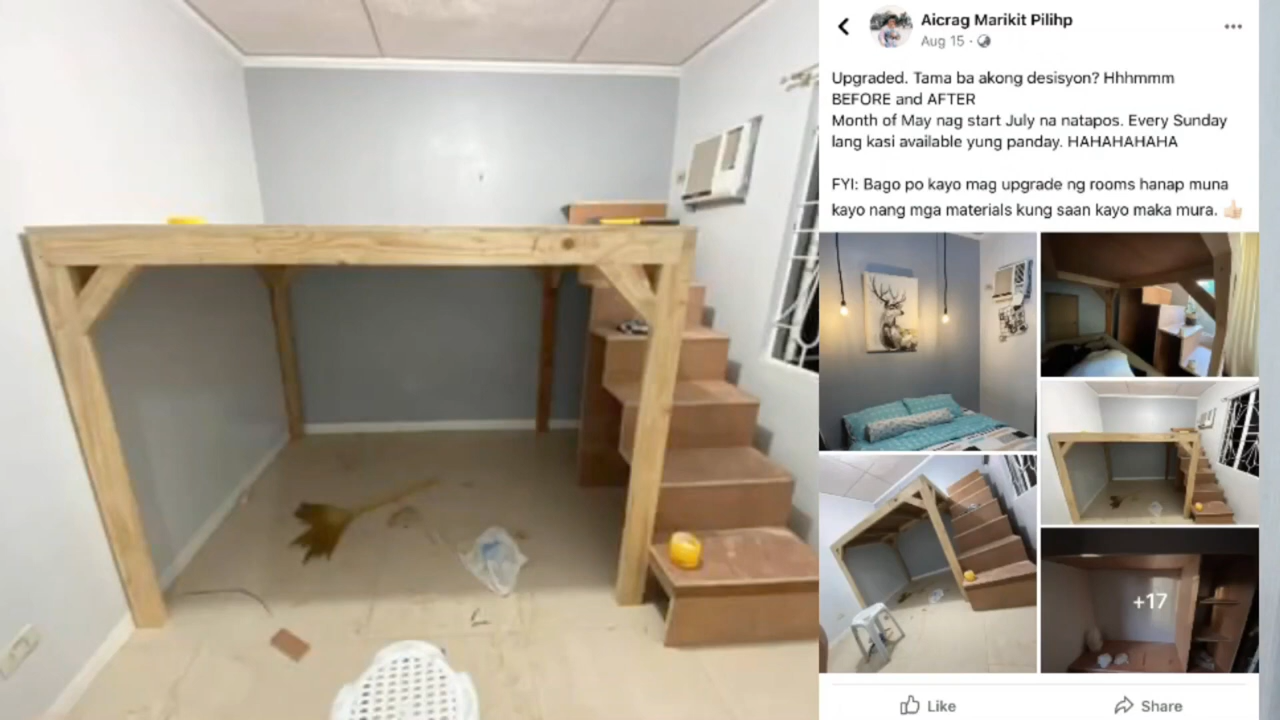 Aicrag Marikit Pilihp
Aug 15 ·
Upgraded. Tama ba akong desisyon? Hhhmmm
BEFORE and AFTER
Month of May nag start July na natapos. Every Sunday
lang kasi available yung panday. HAHAHAHAHA
FYI: Bago po kayo mag upgrade ng rooms hanap muna
kayo nang mga materials kung saan kayo maka mura. 👍🏻
+17
Like
Share